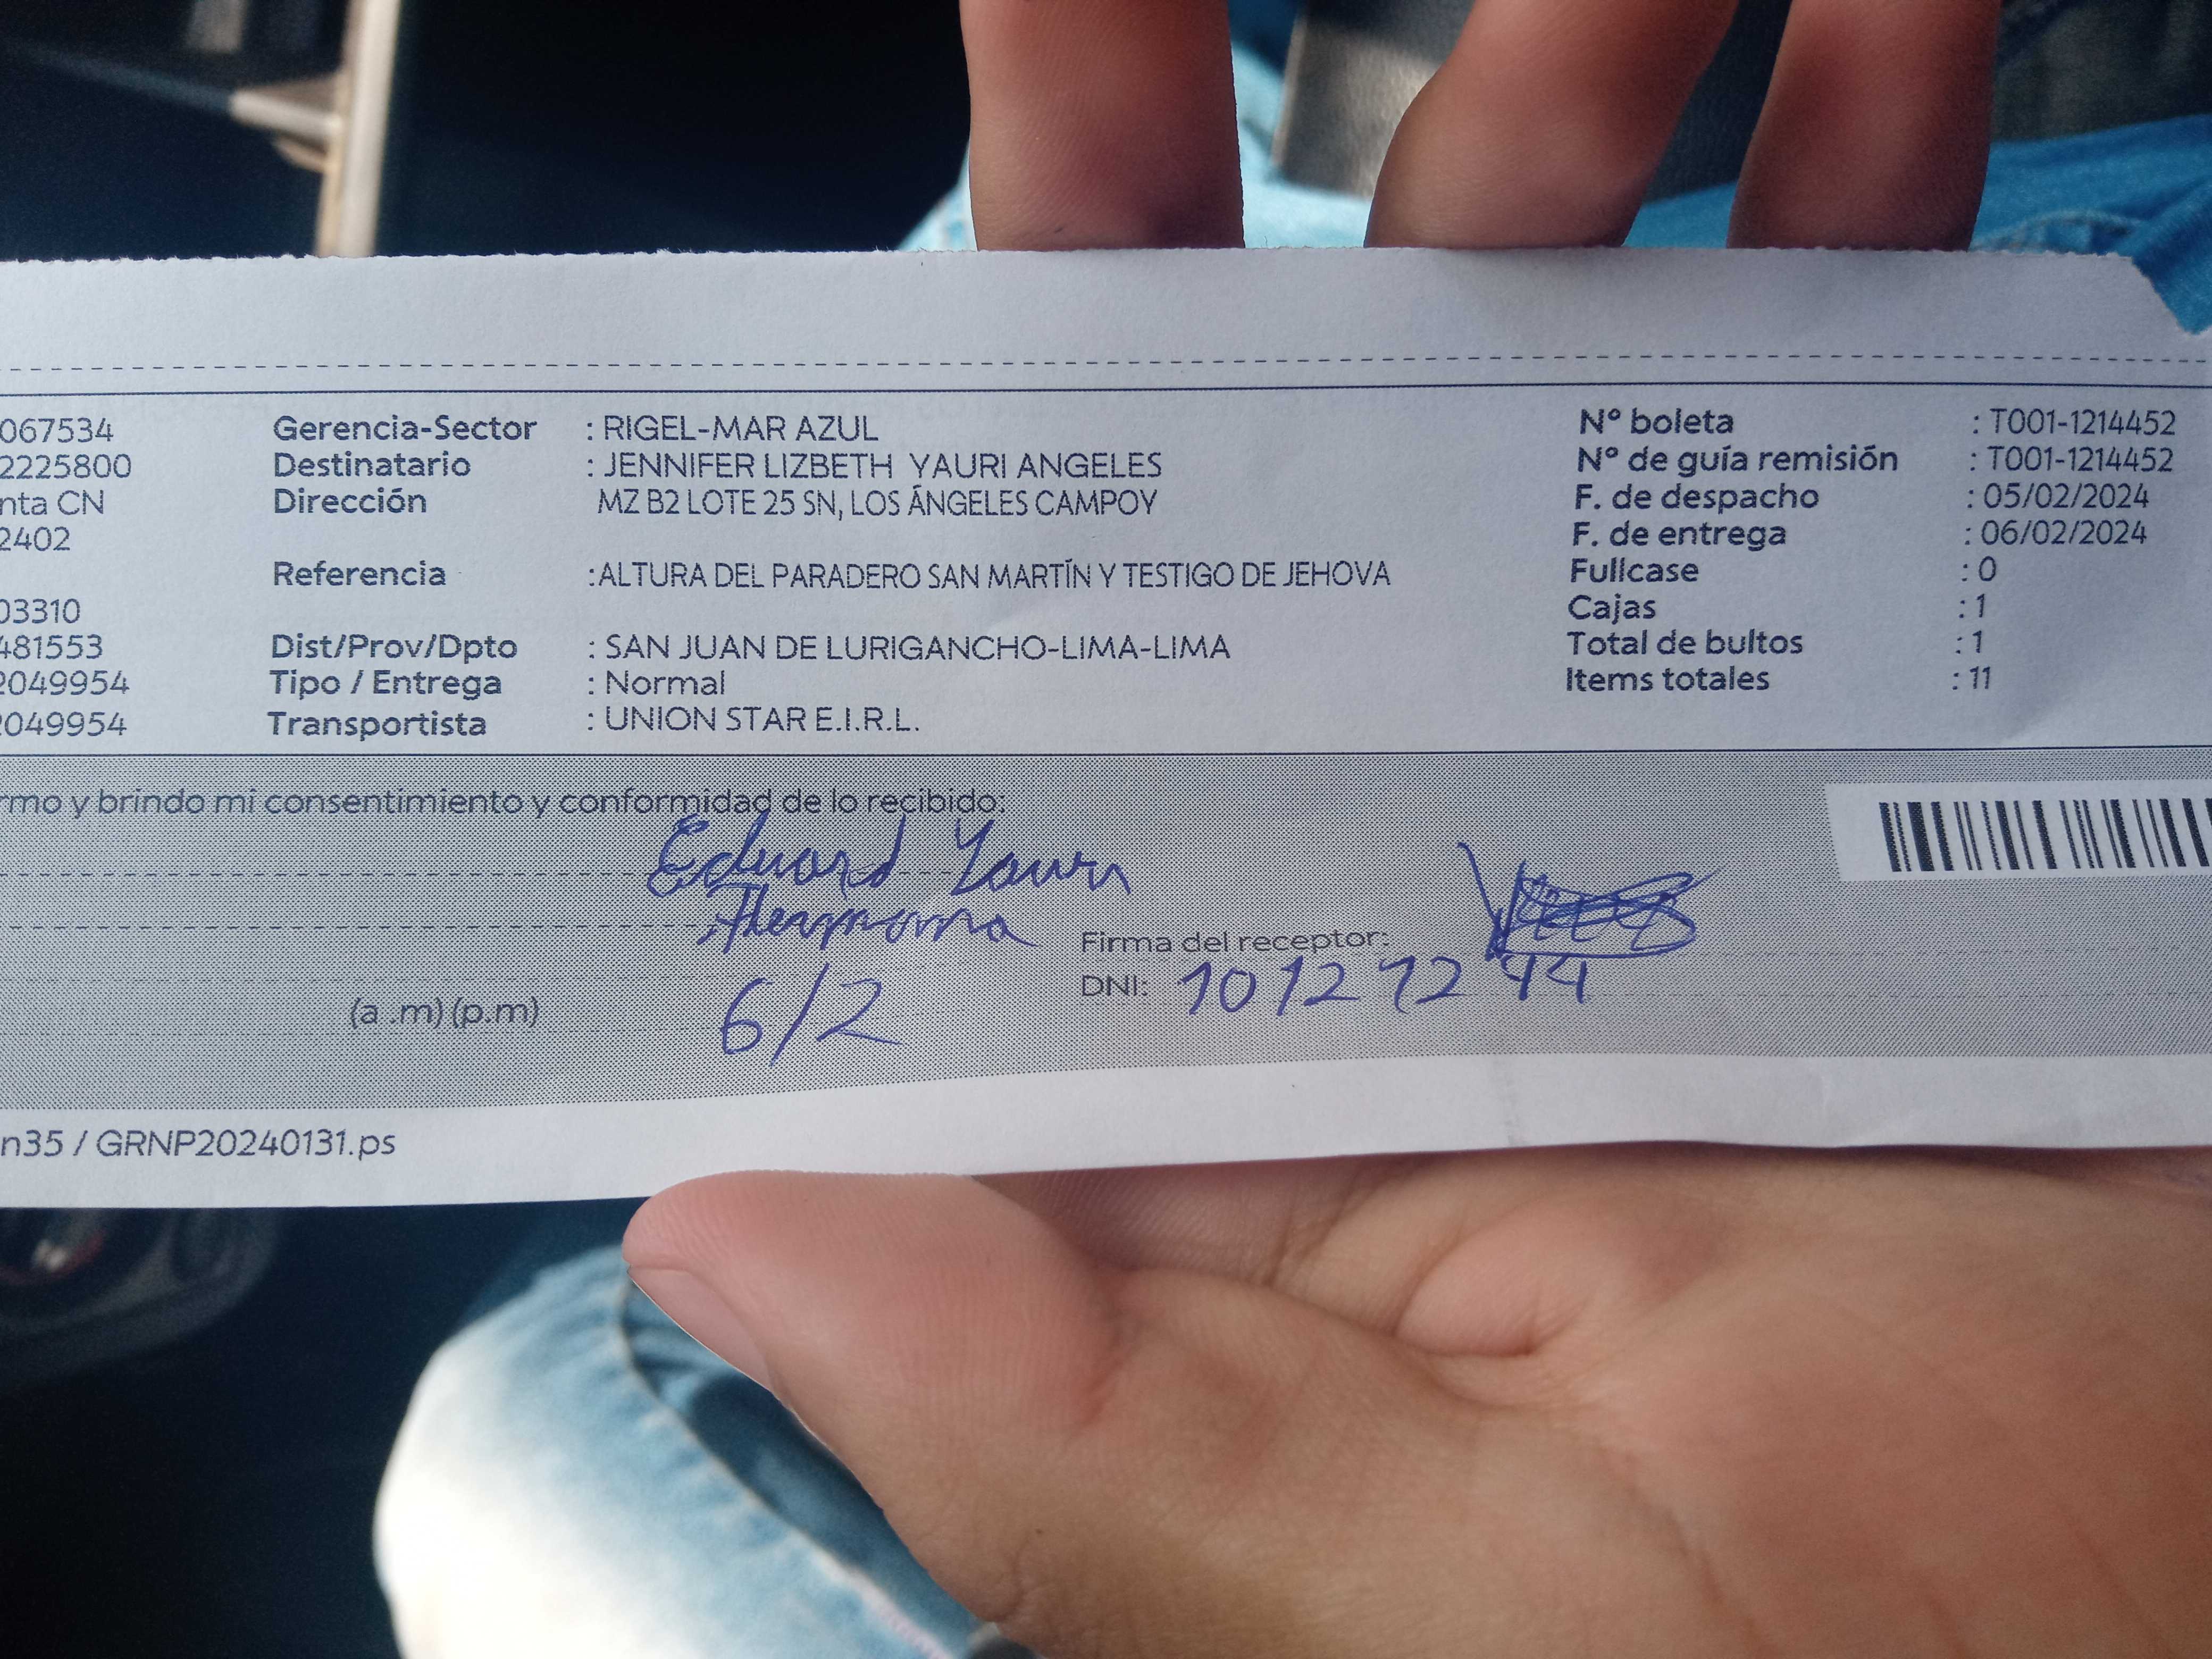 067534 Gerencia-Sector : RIGEL-MAR AZUL Nº boleta : T001-1214452
2225800 Destinatario : JENNIFER LIZBETH YAURI ANGELES Nº de guía remisión : T001-1214452
nta CN Dirección MZ B2 LOTE 25 SN, LOS ÁNGELES CAMPOY F. de despacho : 05/02/2024
2402 F. de entrega : 06/02/2024
Referencia :ALTURA DEL PARADERO SAN MARTÍN Y TESTIGO DE JEHOVA Fullcase : 0
03310 Cajas : 1
481553 Dist/Prov/Dpto : SAN JUAN DE LURIGANCHO-LIMA-LIMA Total de bultos : 1
2049954 Tipo / Entrega : Normal Items totales : 11
2049954 Transportista : UNION STAR E.I.R.L.
rmo y brindo mi consentimiento y conformidad de lo recibido:
Eduard Yauri
Firma del receptor:
DNI:
(a .m) (p.m) 6/2
n35 / GRNP20240131.ps